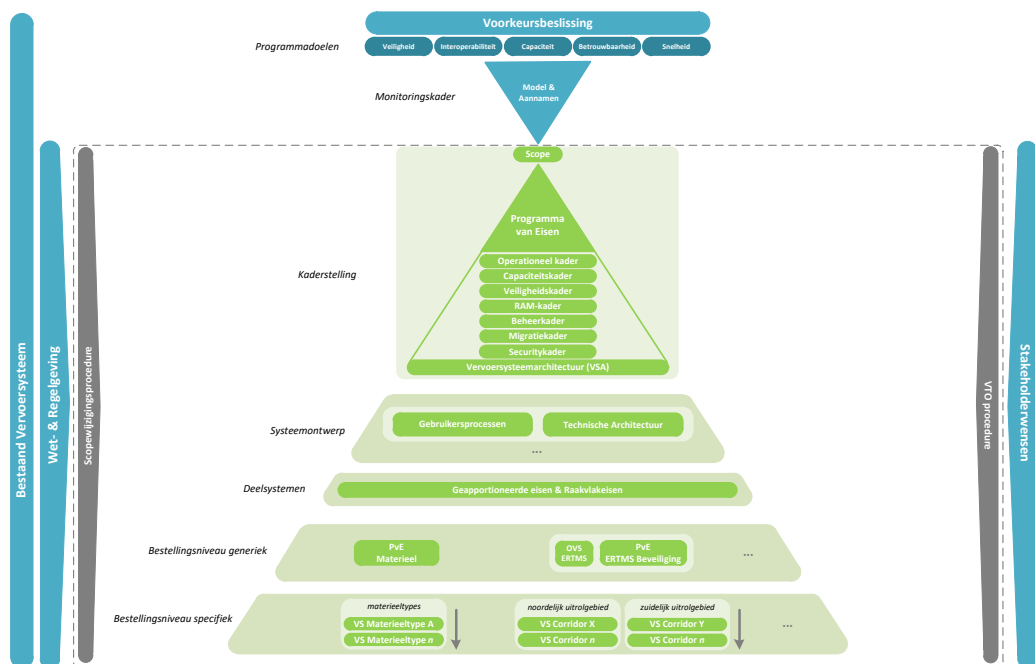 Voorkeursbeslissing
Programmadoelen
Veiligheid
Interoperabiliteit
Capaciteit
Betrouwbaarheid
Snelheid
Monitoringskader
Model &
Aannamen
Scope
Programma
van Eisen
Kaderstelling
Operationeel kader
Capaciteitskader
Veiligheidskader
RAM-kader
Beheerkader
Migratiekader
Securitykader
Vervoersysteemarchitectuur (VSA)
Systeemontwerp
Gebruikersprocessen
Technische Architectuur
...
Deelsystemen
Geapportioneerde eisen & Raakvlakeisen
Bestellingsniveau generiek
PvE
Materieel
OVS
ERTMS
PvE
ERTMS Beveiliging
...
Bestellingsniveau specifiek
materieeltypes
VS Materieeltype A
VS Materieeltype n
noordelijk uitrolgebied
VS Corridor X
VS Corridor n
zuidelijk uitrolgebied
VS Corridor Y
VS Corridor n
...
Bestaand Vervoersysteem
Wet- & Regelgeving
Scopewijzigingsprocedure
VTO procedure
Stakeholderwensen